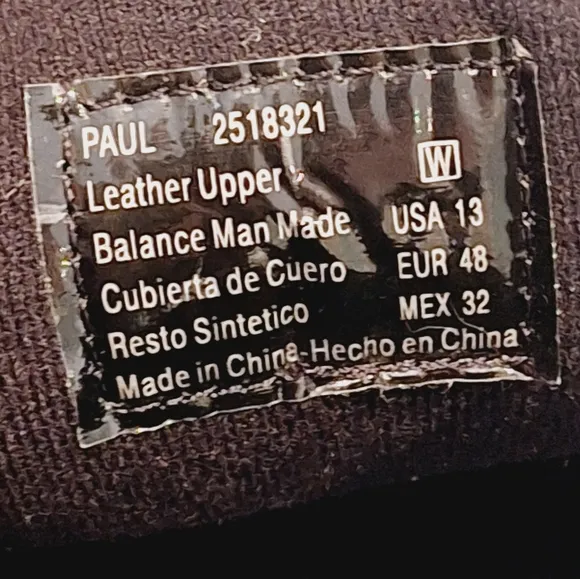 PAUL 2518321
Leather Upper W
Balance Man Made USA 13
Cubierta de Cuero EUR 48
Resto Sintetico MEX 32
Made in China-Hecho en China